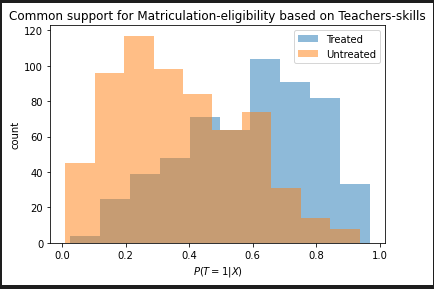 Common support for Matriculation-eligibility based on Teachers-skills
120
100
80
60
40
20
0
count
Treated
Untreated
0.0 0.2 0.4 0.6 0.8 1.0
P(T = 1|X)